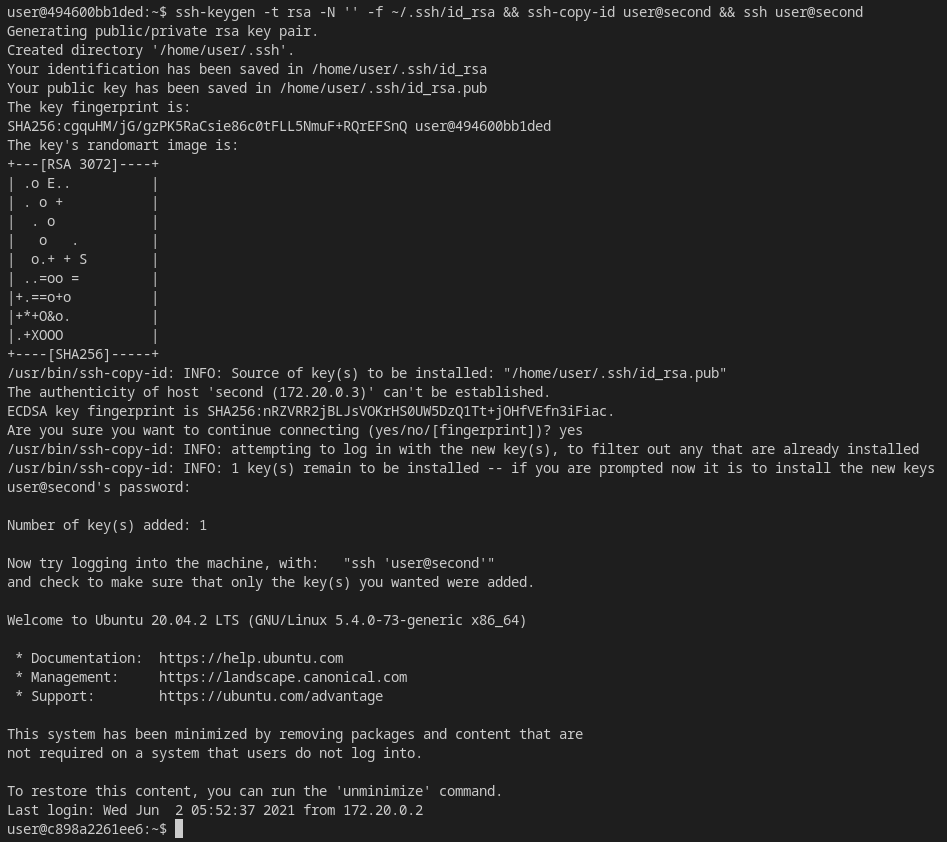 user@494600bb1ded:~$ ssh-keygen -t rsa -N '' -f ~/.ssh/id_rsa && ssh-copy-id user@second && ssh user@second
Generating public/private rsa key pair.
Created directory '/home/user/.ssh'.
Your identification has been saved in /home/user/.ssh/id_rsa
Your public key has been saved in /home/user/.ssh/id_rsa.pub
The key fingerprint is:
SHA256:cgquHM/jG/gzPK5RaCsie86c0tFLL5NmuF+RQrEFSnQ user@494600bb1ded
The key's randomart image is:
+---[RSA 3072]----+
| .o E..          |
| . o +           |
|  . o            |
|   o   .         |
|  o.+ + S        |
| ..=oo =         |
|+.==o+o          |
|+*+O&o.          |
|.+XOOO           |
+----[SHA256]-----+
/usr/bin/ssh-copy-id: INFO: Source of key(s) to be installed: "/home/user/.ssh/id_rsa.pub"
The authenticity of host 'second (172.20.0.3)' can't be established.
ECDSA key fingerprint is SHA256:nRZVRR2jBLJsVOKrHS0UW5DzQ1Tt+jOHfVEfn3iFiac.
Are you sure you want to continue connecting (yes/no/[fingerprint])? yes
/usr/bin/ssh-copy-id: INFO: attempting to log in with the new key(s), to filter out any that are already installed
/usr/bin/ssh-copy-id: INFO: 1 key(s) remain to be installed -- if you are prompted now it is to install the new keys
user@second's password:

Number of key(s) added: 1

Now try logging into the machine, with:   "ssh 'user@second'"
and check to make sure that only the key(s) you wanted were added.

Welcome to Ubuntu 20.04.2 LTS (GNU/Linux 5.4.0-73-generic x86_64)

 * Documentation:  https://help.ubuntu.com
 * Management:     https://landscape.canonical.com
 * Support:        https://ubuntu.com/advantage

This system has been minimized by removing packages and content that are
not required on a system that users do not log into.

To restore this content, you can run the 'unminimize' command.
Last login: Wed Jun  2 05:52:37 2021 from 172.20.0.2
user@c898a2261ee6:~$